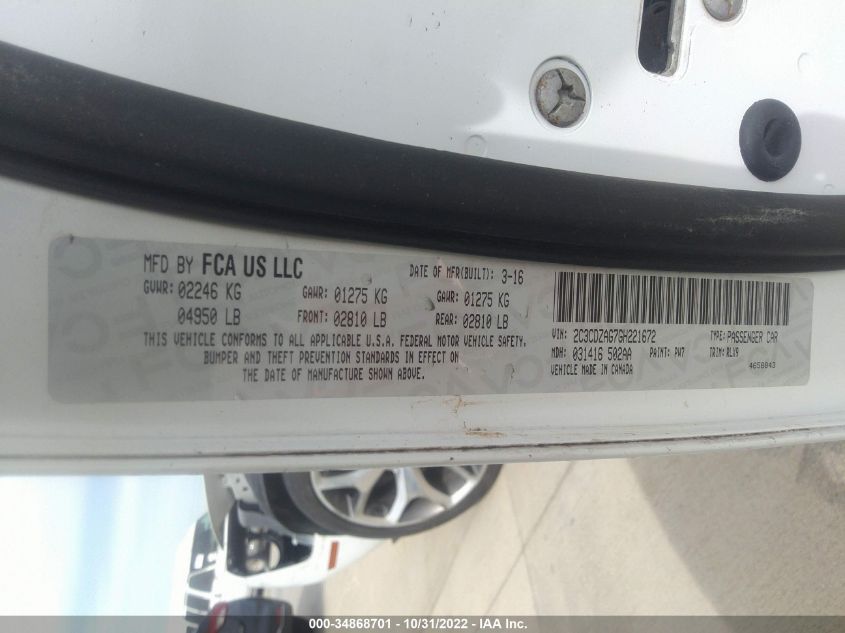 MFD BY FCA US LLC
DATE OF MFR(BUILT): 3-16
GVWR: 02246 KG
04950 LB
GAWR: 01275 KG
FRONT: 02810 LB
GAWR: 01275 KG
REAR: 02810 LB
THIS VEHICLE CONFORMS TO ALL APPLICABLE U.S.A. FEDERAL MOTOR VEHICLE SAFETY,
BUMPER AND THEFT PREVENTION STANDARDS IN EFFECT ON
THE DATE OF MANUFACTURE SHOWN ABOVE.
VIN: 2C3CDZAG7GH221672
TYPE: PASSENGER CAR
MDH: 031416 502AA
PAINT: PW7
TRIM: RLX9
VEHICLE MADE IN CANADA
4658043
000-34868701 - 10/31/2022 - IAA Inc.